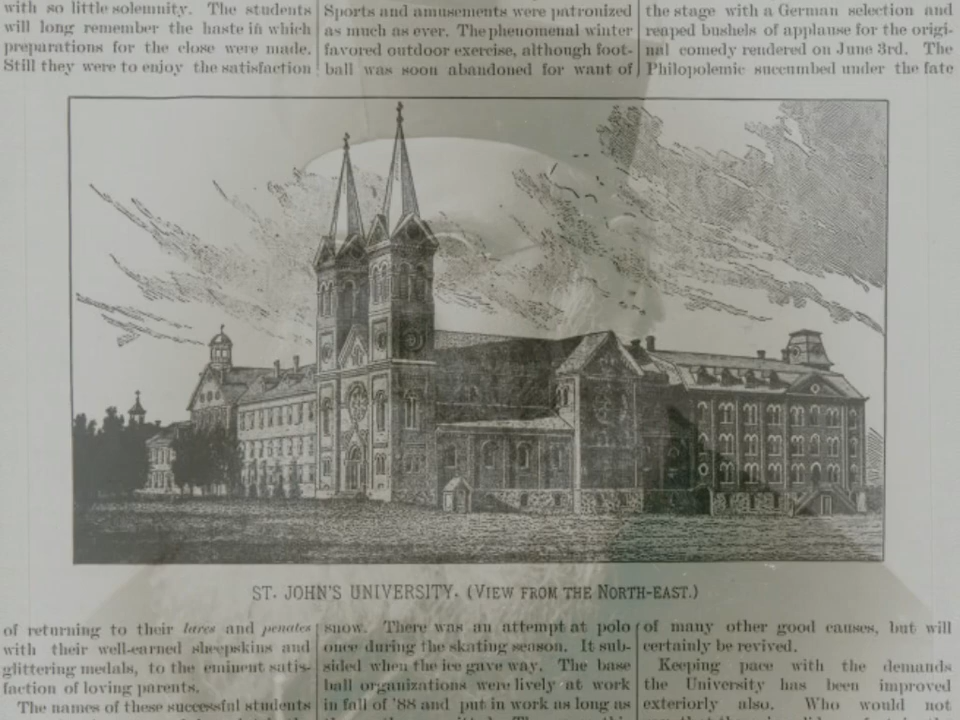 with so little solemnity. The students
will long remember the haste in which
preparations for the close were made.
Still they were to enjoy the satisfaction
Sports and amusements were patronized
as much as ever. The phenomenal winter
favored outdoor exercise, although foot-
ball was soon abandoned for want of
the stage with a German selection and
reaped bushels of applause for the origi-
nal comedy rendered on June 3rd. The
Philopolemic succumbed under the fate
ST. JOHN'S UNIVERSITY. (VIEW FROM THE NORTH-EAST.)
of returning to their lares and penates
with their well-earned sheepskins and
glittering medals, to the eminent satis-
faction of loving parents.
The names of these successful students
snow. There was an attempt at polo
once during the skating season. It sub-
sided when the ice gave way. The base
ball organizations were lively at work
in fall of '88 and put in work as long as
of many other good causes, but will
certainly be revived.
Keeping pace with the demands
the University has been improved
exteriorly also. Who would not